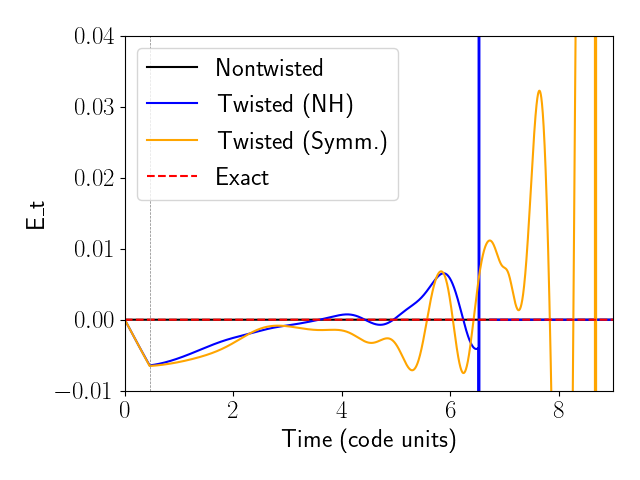 0.04
0.03
0.02
0.01
0.00
−0.01
E_t
Nontwisted
Twisted (NH)
Twisted (Symm.)
Exact
0 2 4 6 8
Time (code units)